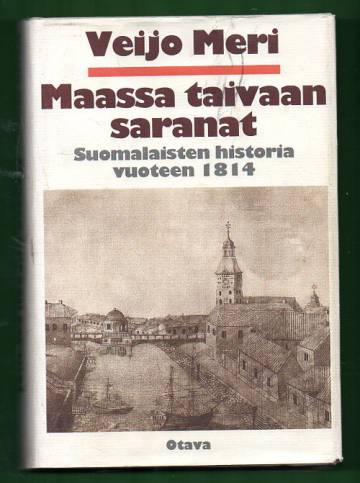 Veijo Meri
Maassa taivaan
saranat
Suomalaisten historia
vuoteen 1814
Otava